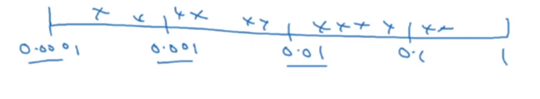 x x x x x x x x x x x x
0.0001 0.001 0.01 0.1 1